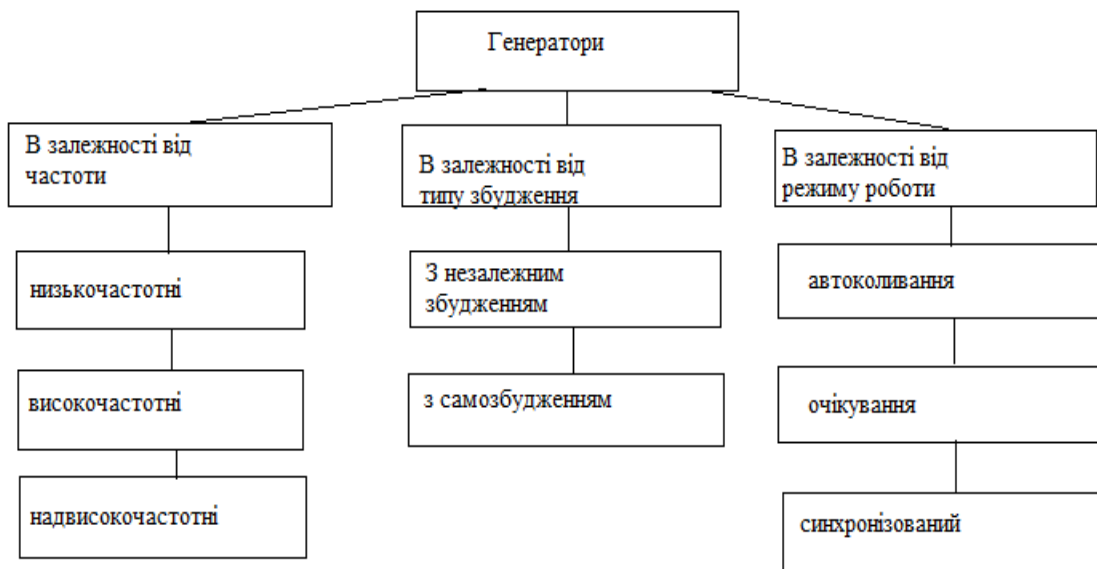 Генератори
В залежності від
частоти
низькочастотні
високочастотні
надвисокочастотні
В залежності від
типу збудження
З незалежним
збудженням
з самозбудженням
В залежності від
режиму роботи
автоколивання
очікування
синхронізований